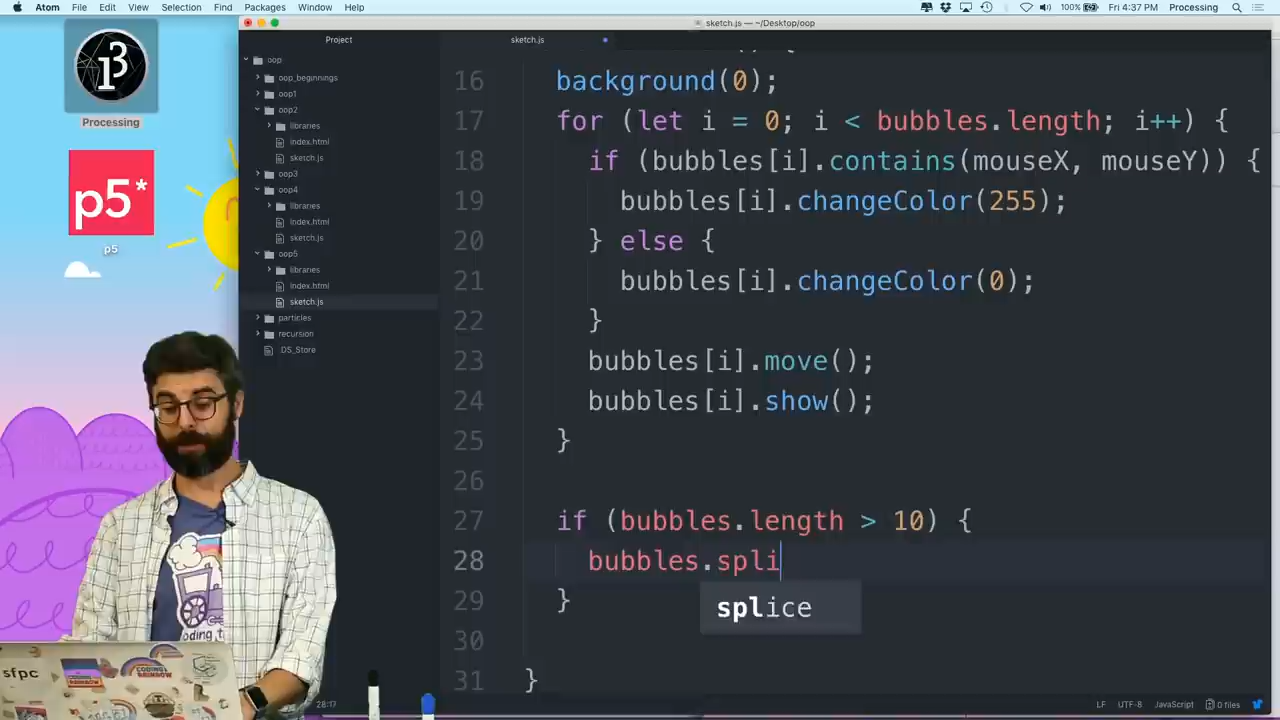 Atom File Edit View Selection Find Packages Window Help
100% Fri 4:37 PM Processing
sketch.js — ~/Desktop/oop
Project
sketch.js
oop
oop_beginnings
oop1
oop2
libraries
index.html
sketch.js
oop3
oop4
libraries
index.html
sketch.js
oop5
libraries
index.html
sketch.js
particles
recursion
.DS_Store
Processing
p5*
p5
16 background(0);
17 for (let i = 0; i < bubbles.length; i++) {
18 if (bubbles[i].contains(mouseX, mouseY)) {
19 bubbles[i].changeColor(255);
20 } else {
21 bubbles[i].changeColor(0);
22 }
23 bubbles[i].move();
24 bubbles[i].show();
25 }
26
27 if (bubbles.length > 10) {
28 bubbles.spli
splice
29 }
30
31 }
28:17
LF UTF-8 JavaScript 0 files
sfpc